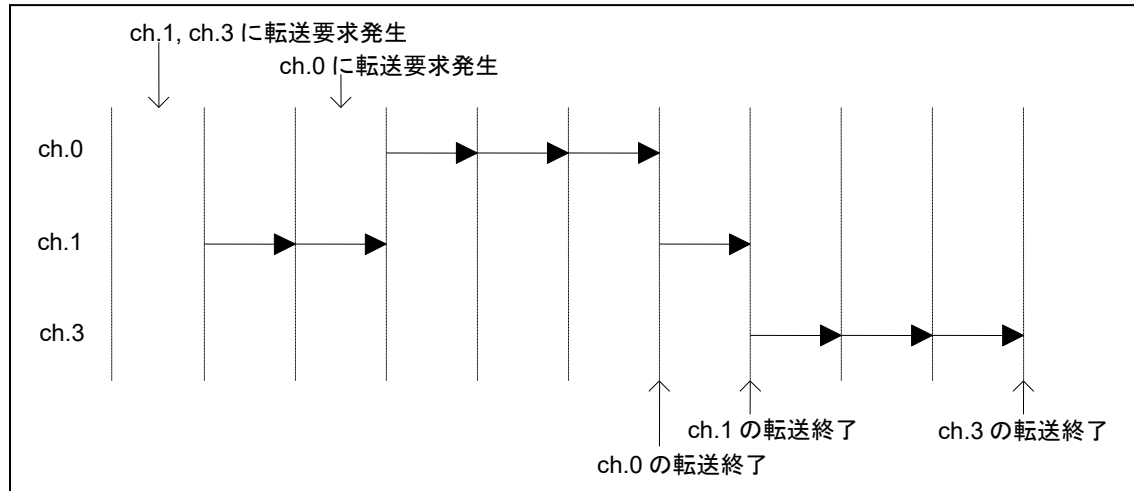 ch.1, ch.3 に転送要求発生
ch.0 に転送要求発生
ch.0
ch.1
ch.3
ch.1 の転送終了
ch.3 の転送終了
ch.0 の転送終了